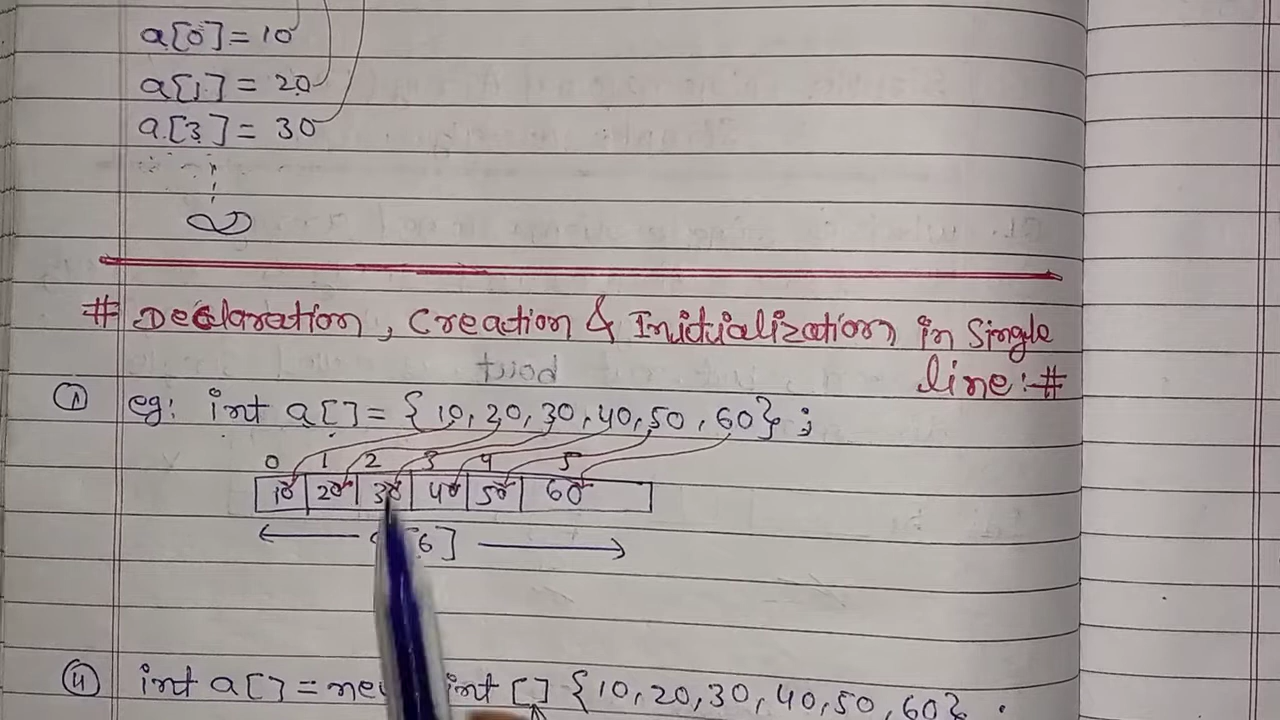 a[0] = 10
a[1] = 20
a[3] = 30
# Declaration, Creation & Initialization in Single
line:- #
① eg: int a[] = {10, 20, 30, 40, 50, 60} ;
0 1 2 3 4 5
10 20 30 40 50 60
6]
int a[] = new int [] {10, 20, 30, 40, 50, 60}